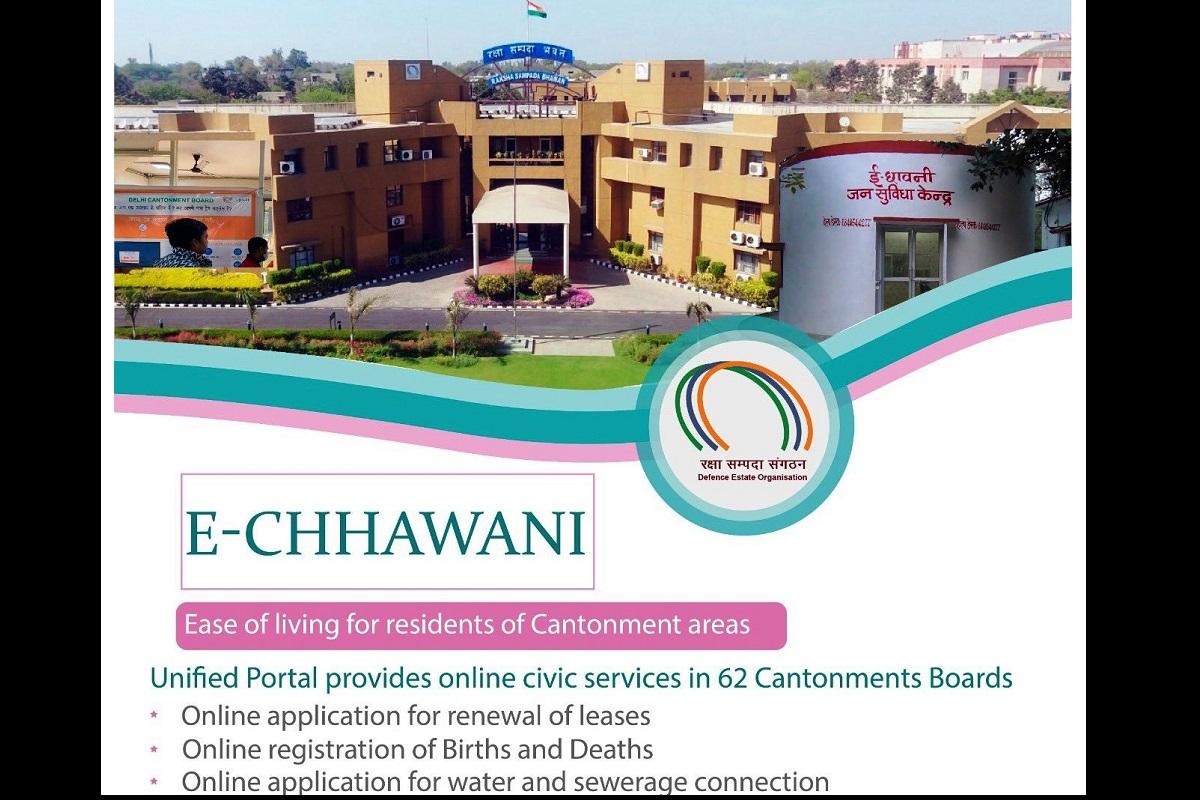 रक्षा सम्पदा भवन
RAKSHA SAMPADA BHAWAN
DELHI CANTONMENT BOARD
ई-छावनी
जन सुविधा केन्द्र
रक्षा सम्पदा संगठन
Defence Estate Organisation
E-CHHAWANI
Ease of living for residents of Cantonment areas
Unified Portal provides online civic services in 62 Cantonments Boards
* Online application for renewal of leases
* Online registration of Births and Deaths
* Online application for water and sewerage connection